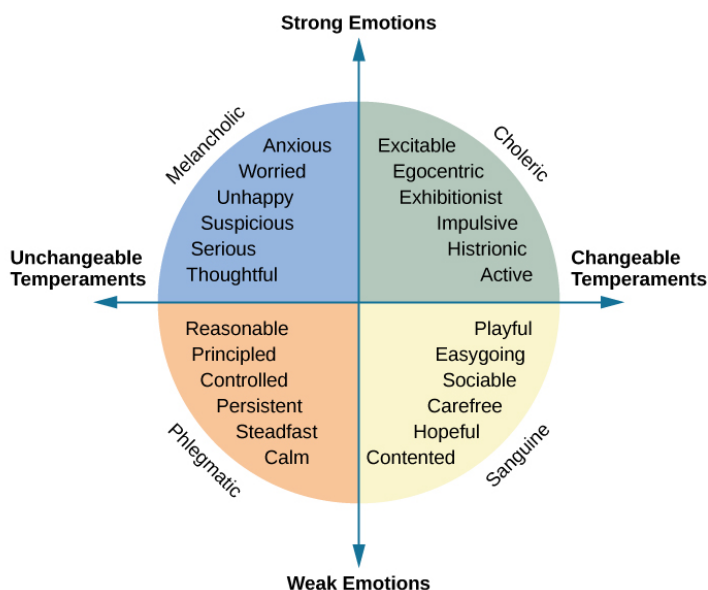 Strong Emotions
Melancholic
Choleric
Anxious
Worried
Unhappy
Suspicious
Serious
Thoughtful
Excitable
Egocentric
Exhibitionist
Impulsive
Histrionic
Active
Unchangeable
Temperaments
Changeable
Temperaments
Reasonable
Principled
Controlled
Persistent
Steadfast
Calm
Playful
Easygoing
Sociable
Carefree
Hopeful
Contented
Phlegmatic
Sanguine
Weak Emotions